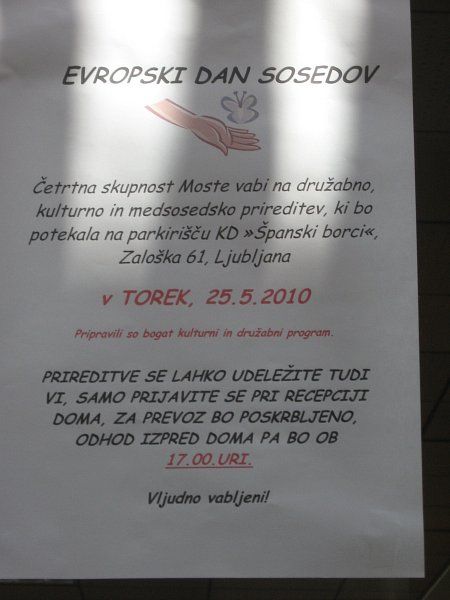 EVROPSKI DAN SOSEDOV
Četrtna skupnost Moste vabi na družabno,
kulturno in medsosedsko prireditev, ki bo
potekala na parkirišču KD »Španski borci«,
Zaloška 61, Ljubljana
v TOREK, 25.5.2010
Pripravili so bogat kulturni in družabni program.
PRIREDITVE SE LAHKO UDELEŽITE TUDI
VI, SAMO PRIJAVITE SE PRI RECEPCIJI
DOMA, ZA PREVOZ BO POSKRBLJENO,
ODHOD IZPRED DOMA PA BO OB
17.00.URI.
Vljudno vabljeni!